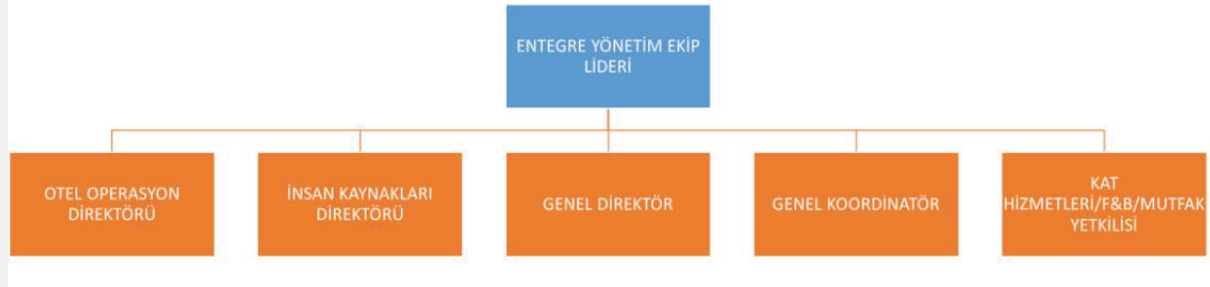 ENTEGRE YÖNETİM EKİP
LİDERİ
OTEL OPERASYON
DİREKTÖRÜ
İNSAN KAYNAKLARI
DİREKTÖRÜ
GENEL DİREKTÖR
GENEL KOORDİNATÖR
KAT
HİZMETLERİ/F&B/MUTFAK
YETKİLİSİ